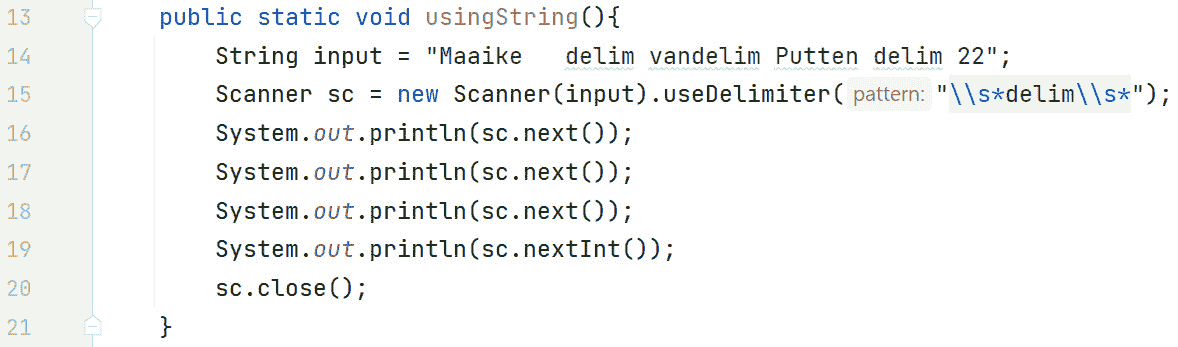 13 public static void usingString(){
14 String input = "Maaike   delim vandelim Putten delim 22";
15 Scanner sc = new Scanner(input).useDelimiter( pattern: "\\s*delim\\s*");
16 System.out.println(sc.next());
17 System.out.println(sc.next());
18 System.out.println(sc.next());
19 System.out.println(sc.nextInt());
20 sc.close();
21 }